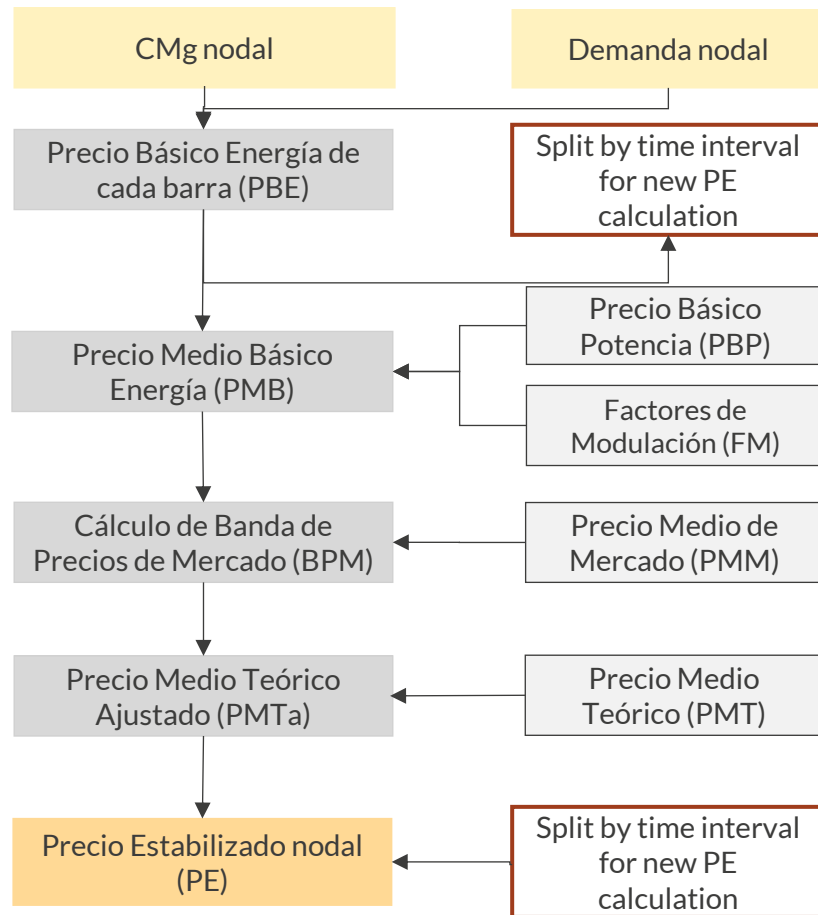 CMg nodal
Demanda nodal
Precio Básico Energía de
cada barra (PBE)
Split by time interval
for new PE
calculation
Precio Básico
Potencia (PBP)
Precio Medio Básico
Energía (PMB)
Factores de
Modulación (FM)
Cálculo de Banda de
Precios de Mercado (BPM)
Precio Medio de
Mercado (PMM)
Precio Medio Teórico
Ajustado (PMTa)
Precio Medio
Teórico (PMT)
Precio Estabilizado nodal
(PE)
Split by time interval
for new PE
calculation